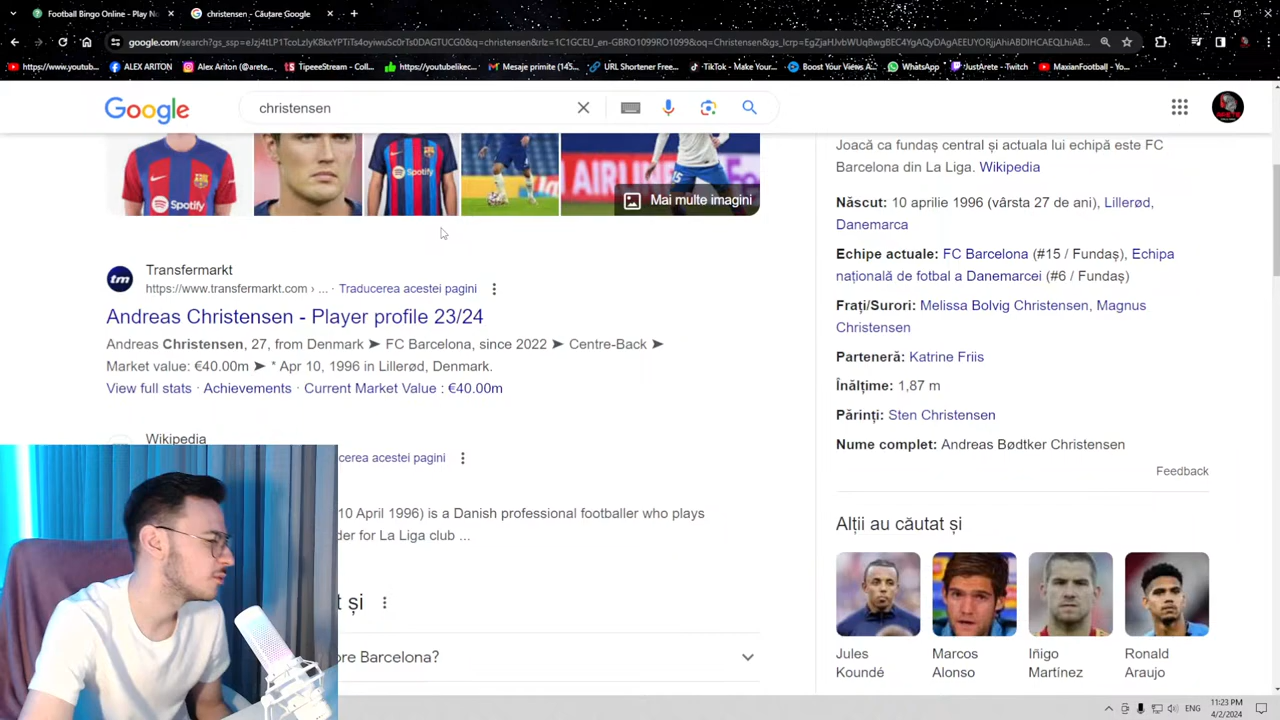 Football Bingo Online - Play No
christensen - Căutare Google
google.com/search?gs_ssp=
https://www.youtub...
ALEX ARITON
Alex Ariton (@arete...
TipeeeStream - Coll...
https://youtubelikec...
Mesaje primite (145...
URL Shortener Free...
TikTok - Make Your...
Boost Your Views A...
WhatsApp
JustArete - Twitch
MaxianFootball - Yo...
Google
christensen
Spotify
Spotify
Mai multe imagini
Transfermarkt
https://www.transfermarkt.com › ... · Traducerea acestei pagini
Andreas Christensen - Player profile 23/24
Andreas Christensen, 27, from Denmark ➤ FC Barcelona, since 2022 ➤ Centre-Back ➤
Market value: €40.00m ➤ * Apr 10, 1996 in Lillerød, Denmark.
View full stats · Achievements · Current Market Value : €40.00m
Wikipedia
cerea acestei pagini
10 April 1996) is a Danish professional footballer who plays
der for La Liga club ...
t și
ore Barcelona?
Joacă ca fundaș central și actuala lui echipă este FC
Barcelona din La Liga. Wikipedia
Născut: 10 aprilie 1996 (vârsta 27 de ani), Lillerød,
Danemarca
Echipe actuale: FC Barcelona (#15 / Fundaș), Echipa
națională de fotbal a Danemarcei (#6 / Fundaș)
Frați/Surori: Melissa Bolvig Christensen, Magnus
Christensen
Parteneră: Katrine Friis
Înălțime: 1,87 m
Părinți: Sten Christensen
Nume complet: Andreas Bødtker Christensen
Feedback
Alții au căutat și
Jules
Koundé
Marcos
Alonso
Iñigo
Martínez
Ronald
Araujo
ENG
11:23 PM
4/2/2024